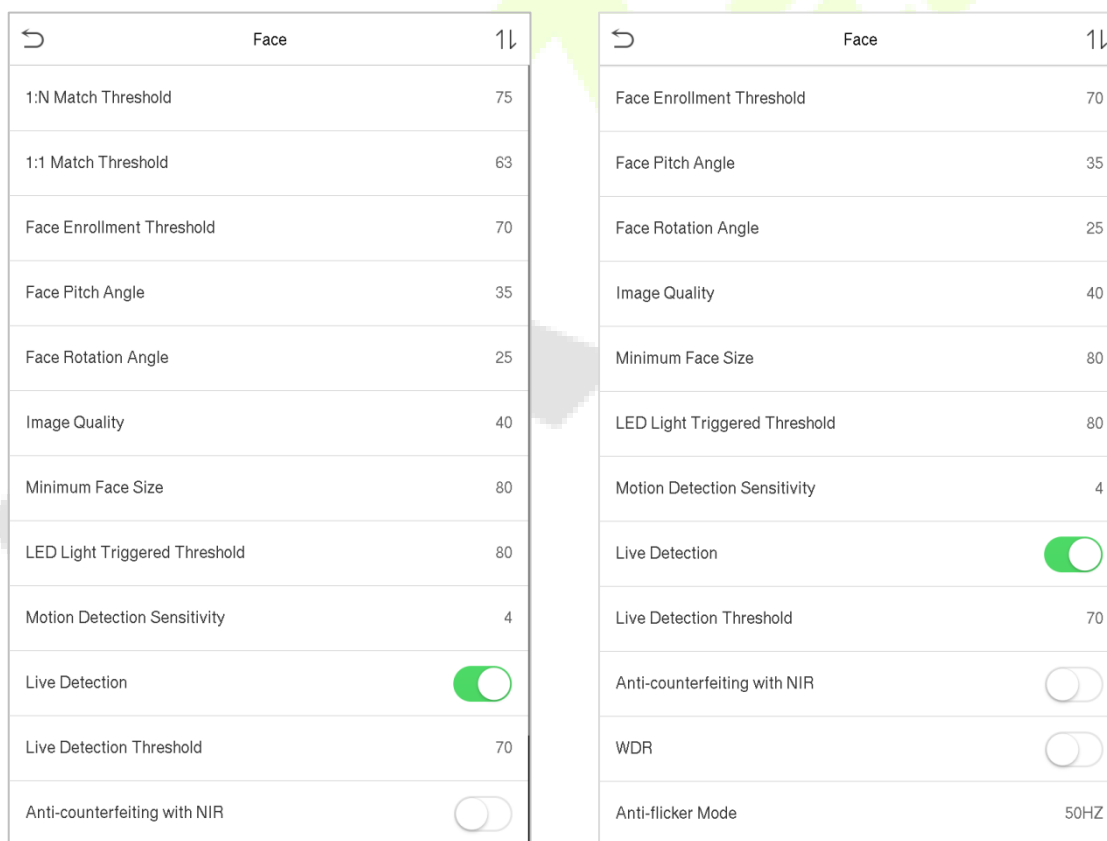 Face
1:N Match Threshold 75
1:1 Match Threshold 63
Face Enrollment Threshold 70
Face Pitch Angle 35
Face Rotation Angle 25
Image Quality 40
Minimum Face Size 80
LED Light Triggered Threshold 80
Motion Detection Sensitivity 4
Live Detection
Live Detection Threshold 70
Anti-counterfeiting with NIR
Face
Face Enrollment Threshold 70
Face Pitch Angle 35
Face Rotation Angle 25
Image Quality 40
Minimum Face Size 80
LED Light Triggered Threshold 80
Motion Detection Sensitivity 4
Live Detection
Live Detection Threshold 70
Anti-counterfeiting with NIR
WDR
Anti-flicker Mode 50HZ